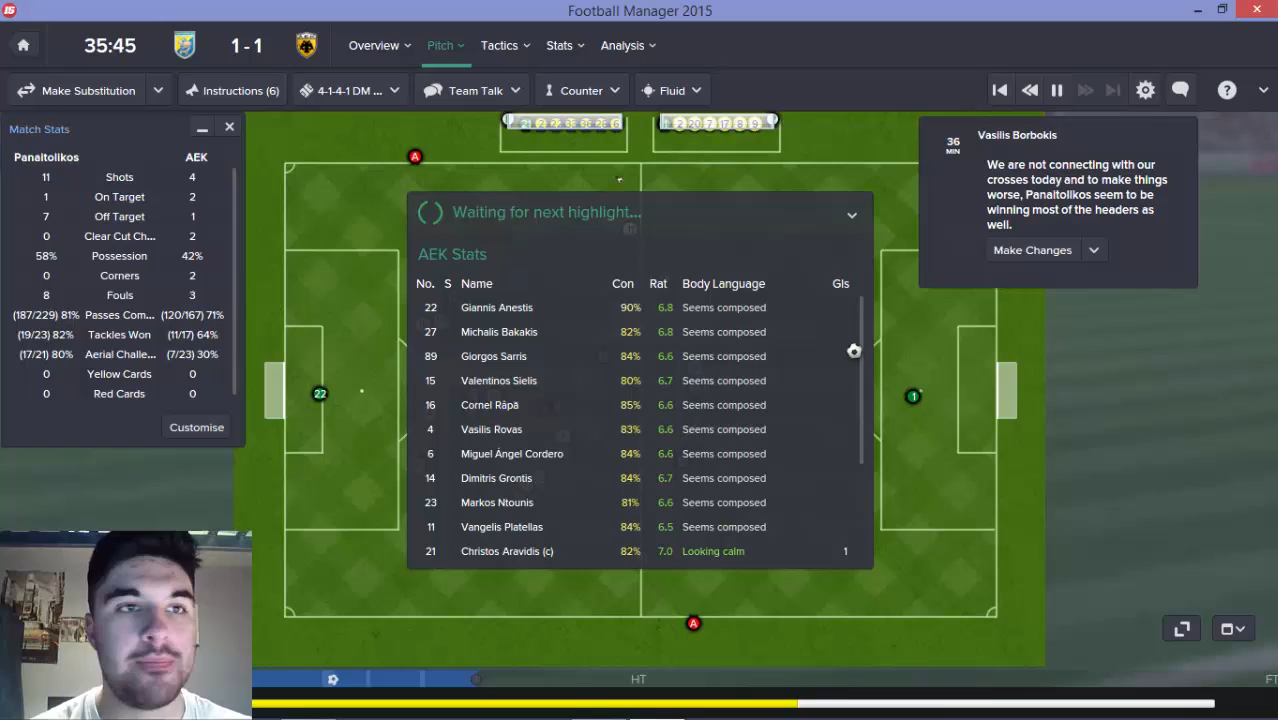 15
Football Manager 2015
35:45
1 - 1
Overview
Pitch
Tactics
Stats
Analysis
Make Substitution
Instructions (6)
4-1-4-1 DM ...
Team Talk
Counter
Fluid
?
Match Stats
Panaitolikos AEK
11 Shots 4
1 On Target 2
7 Off Target 1
0 Clear Cut Ch... 2
58% Possession 42%
0 Corners 2
8 Fouls 3
(187/229) 81% Passes Com... (120/167) 71%
(19/23) 82% Tackles Won (11/17) 64%
(17/21) 80% Aerial Challe... (7/23) 30%
0 Yellow Cards 0
0 Red Cards 0
Customise
A
Waiting for next highlight...
AEK Stats
No. S Name Con Rat Body Language Gls
22 Giannis Anestis 90% 6.8 Seems composed
27 Michalis Bakakis 82% 6.8 Seems composed
89 Giorgos Sarris 84% 6.6 Seems composed
15 Valentinos Sielis 80% 6.7 Seems composed
16 Cornel Râpă 85% 6.6 Seems composed
4 Vasilis Rovas 83% 6.6 Seems composed
6 Miguel Ángel Cordero 84% 6.6 Seems composed
14 Dimitris Grontis 84% 6.7 Seems composed
23 Markos Ntounis 81% 6.6 Seems composed
11 Vangelis Platellas 84% 6.5 Seems composed
21 Christos Aravidis (c) 82% 7.0 Looking calm 1
36
MIN
Vasilis Borbokis
We are not connecting with our
crosses today and to make things
worse, Panaitolikos seem to be
winning most of the headers as
well.
Make Changes
22
1
A
HT
FT